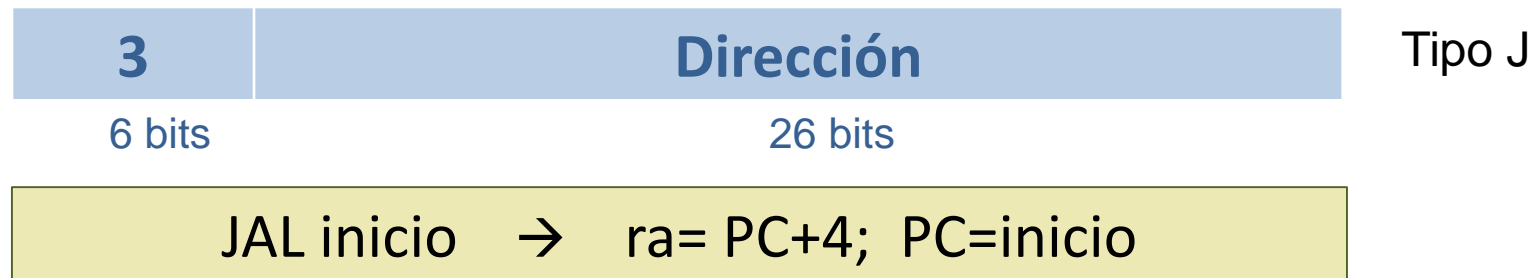 3 Dirección Tipo J
6 bits 26 bits
JAL inicio → ra= PC+4; PC=inicio